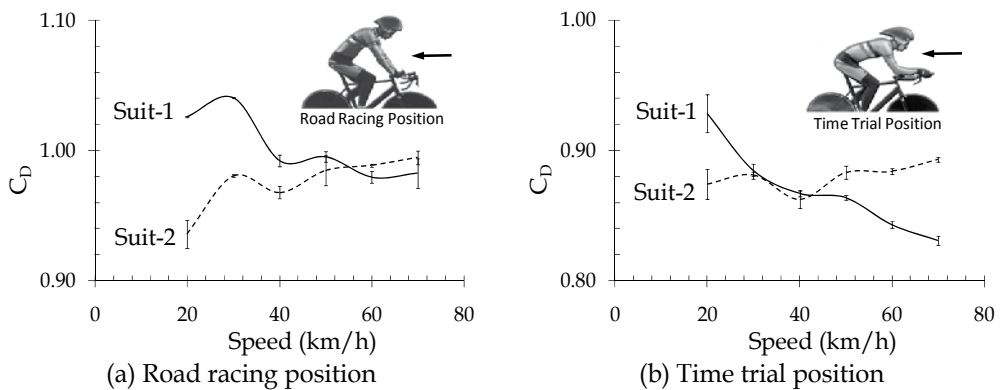 1.10
1.00
0.90
C_D
Suit-1
Suit-2
Road Racing Position
0 20 40 60 80
Speed (km/h)
(a) Road racing position
1.00
0.90
0.80
C_D
Suit-1
Suit-2
Time Trial Position
0 20 40 60 80
Speed (km/h)
(b) Time trial position